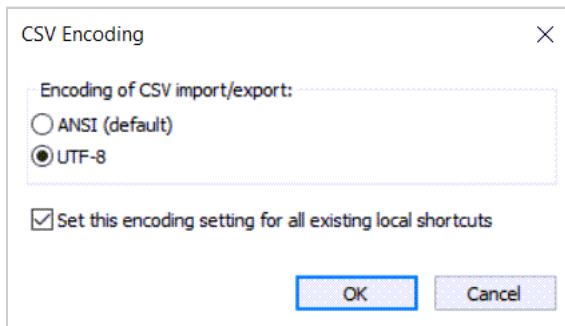 CSV Encoding
Encoding of CSV import/export:
ANSI (default)
UTF-8
Set this encoding setting for all existing local shortcuts
OK Cancel